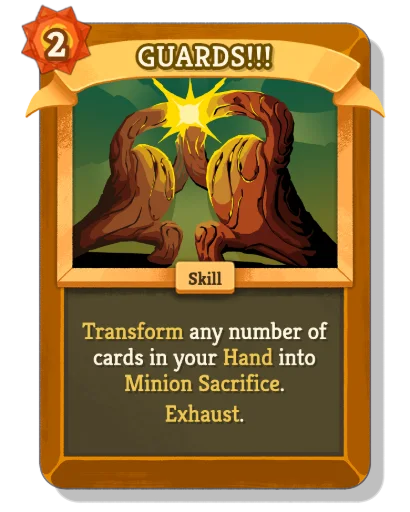 2
GUARDS!!!
Skill
Transform any number of
cards in your Hand into
Minion Sacrifice.
Exhaust.